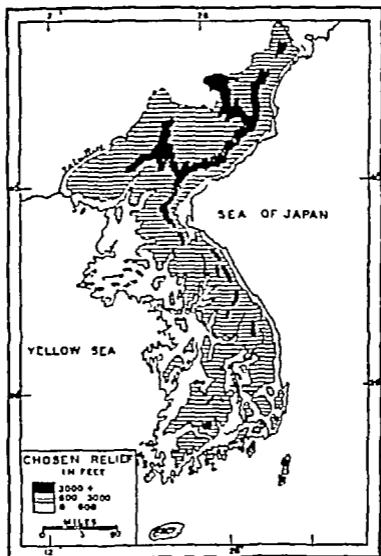 SEA OF JAPAN
YELLOW SEA
CHOSEN RELIEF
IN FEET
3000 +
600 3000
0 600
MILES